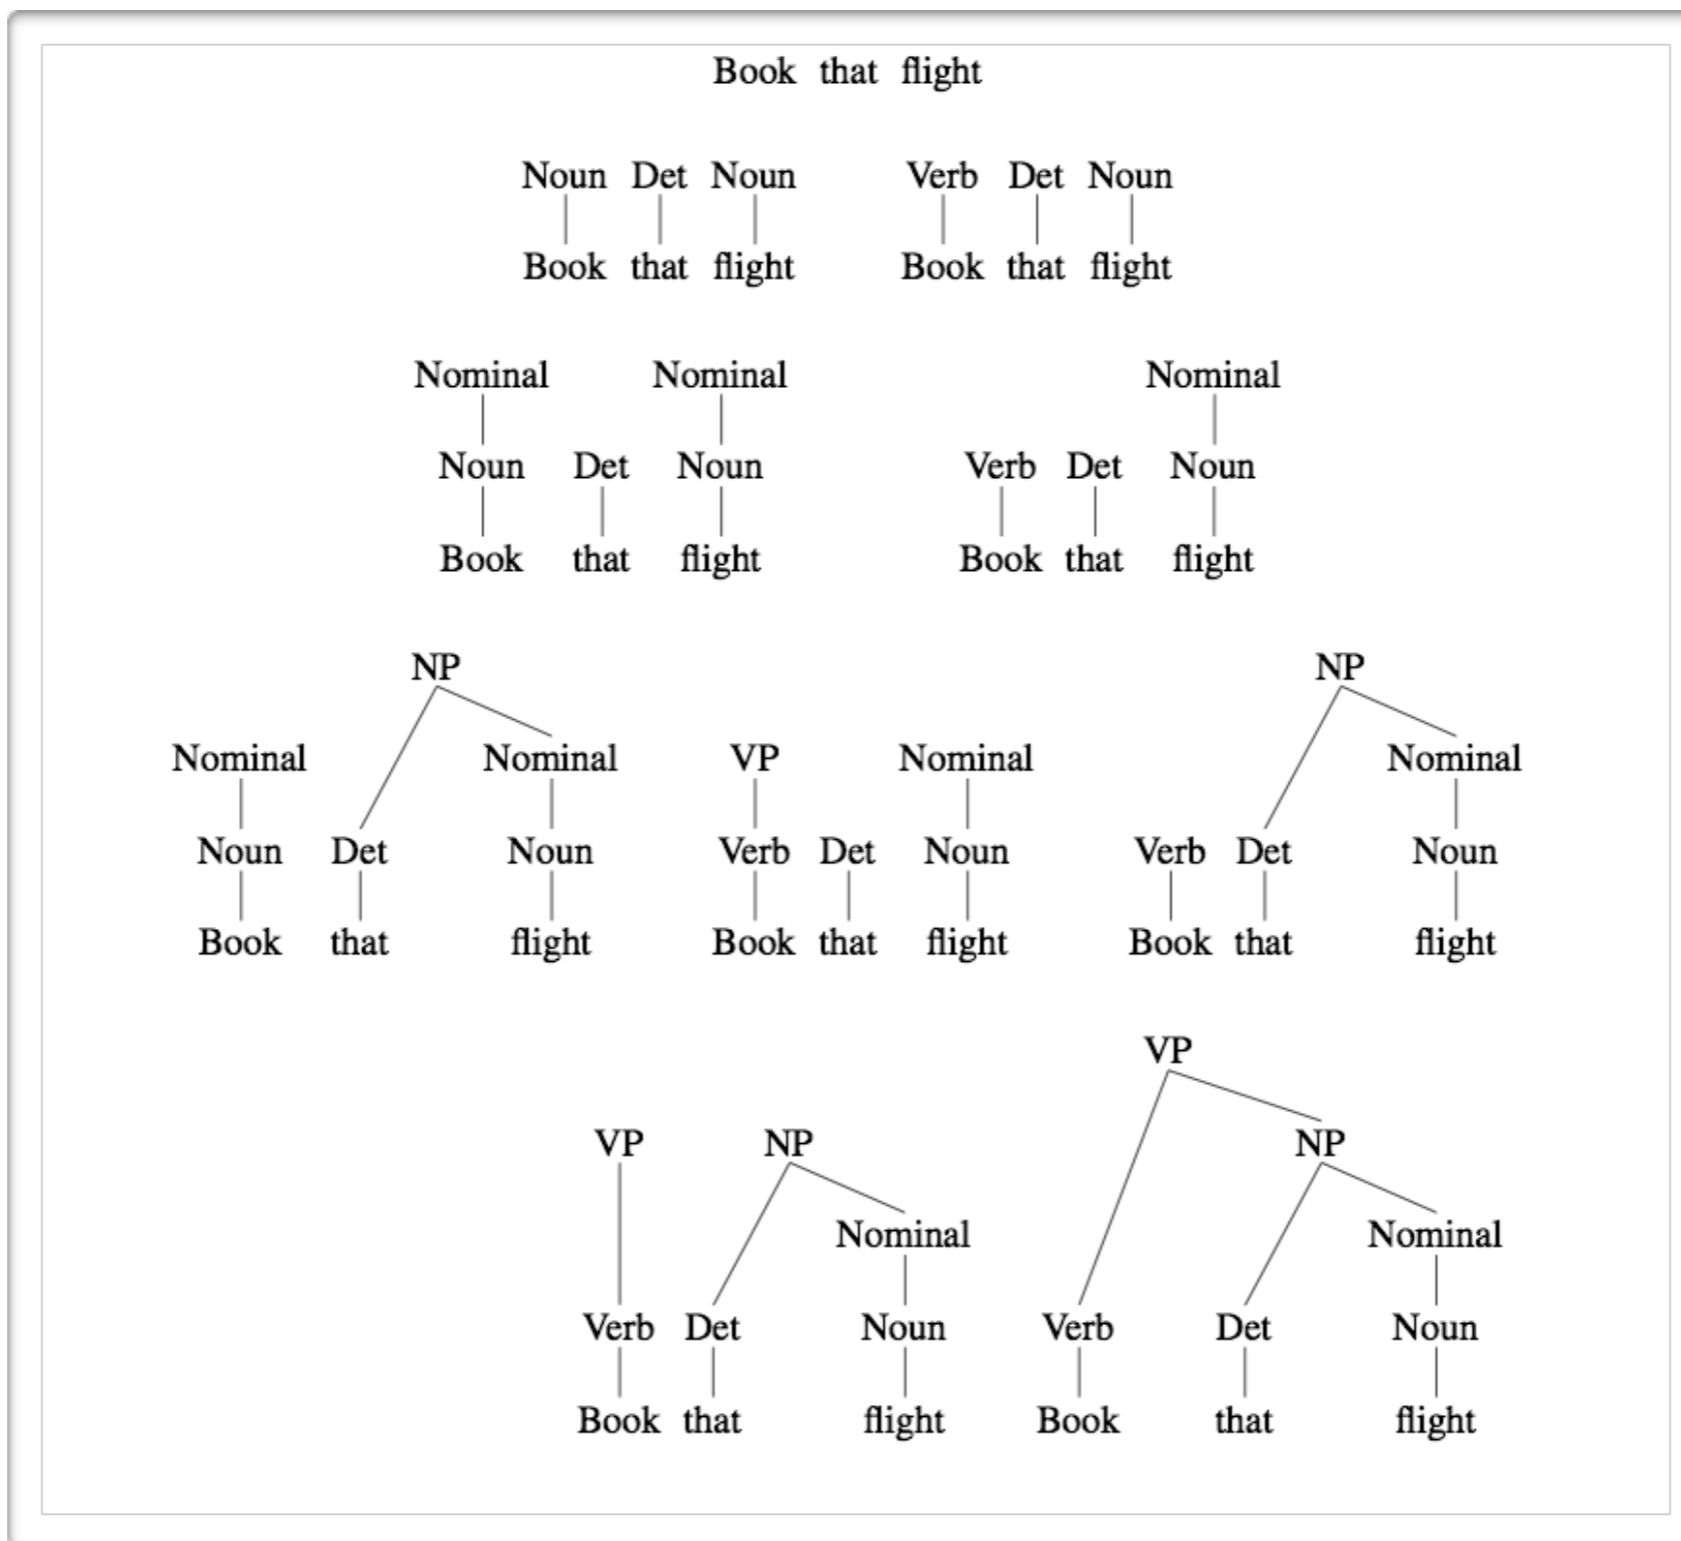 Book that flight
Noun Det Noun Verb Det Noun
Book that flight Book that flight
Nominal Nominal Nominal
Noun Det Noun Verb Det Noun
Book that flight Book that flight
NP NP
Nominal Nominal VP Nominal Nominal
Noun Det Noun Verb Det Noun Verb Det Noun
Book that flight Book that flight Book that flight
VP
VP NP NP
Nominal Nominal
Verb Det Noun Verb Det Noun
Book that flight Book that flight